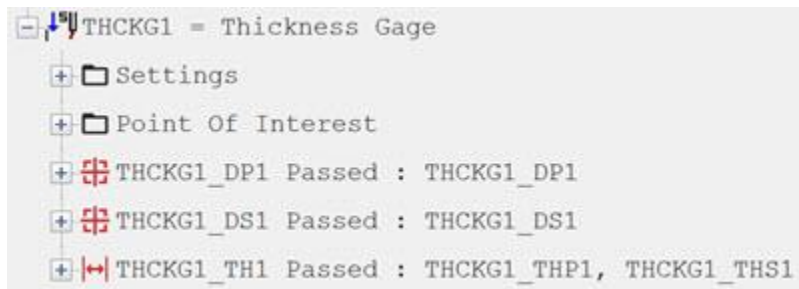 THCKG1 = Thickness Gage
Settings
Point Of Interest
THCKG1_DP1 Passed : THCKG1_DP1
THCKG1_DS1 Passed : THCKG1_DS1
THCKG1_TH1 Passed : THCKG1_THP1, THCKG1_THS1